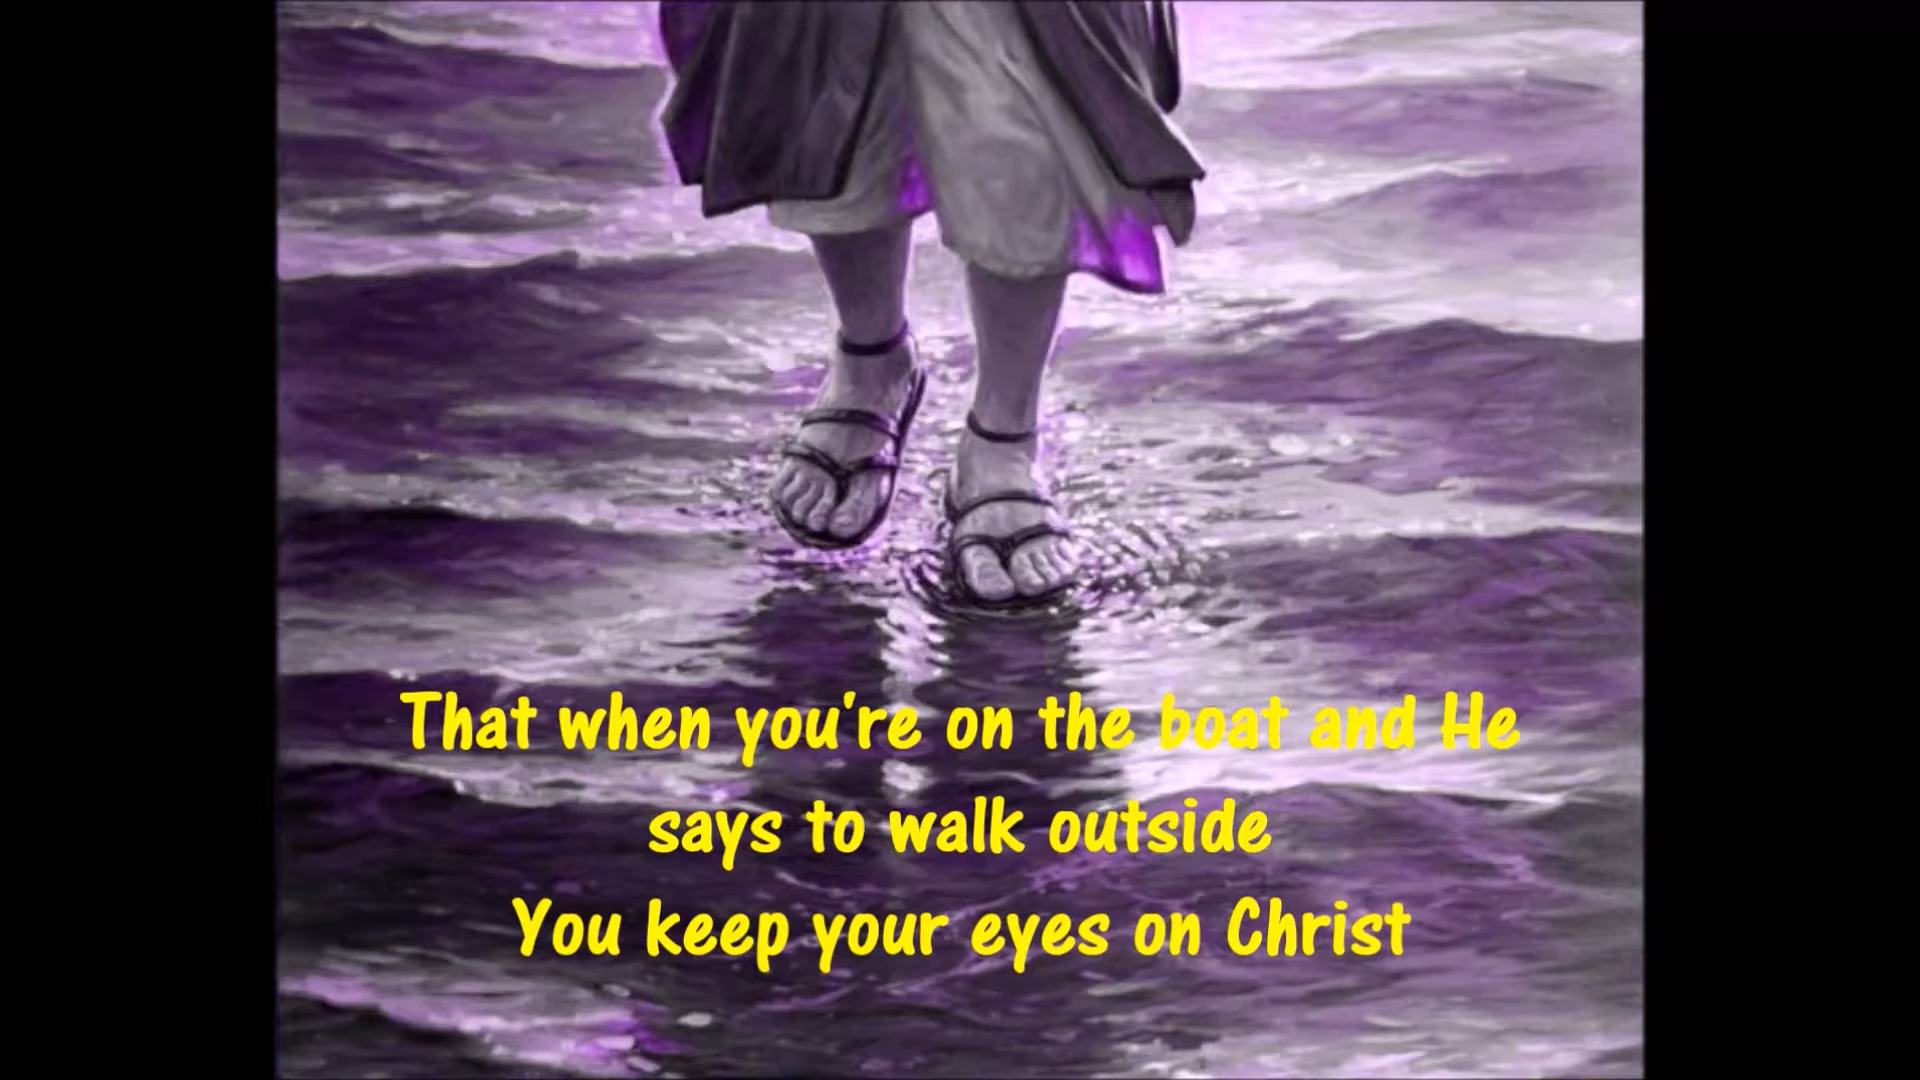 That when you're on the boat and He
says to walk outside
You keep your eyes on Christ